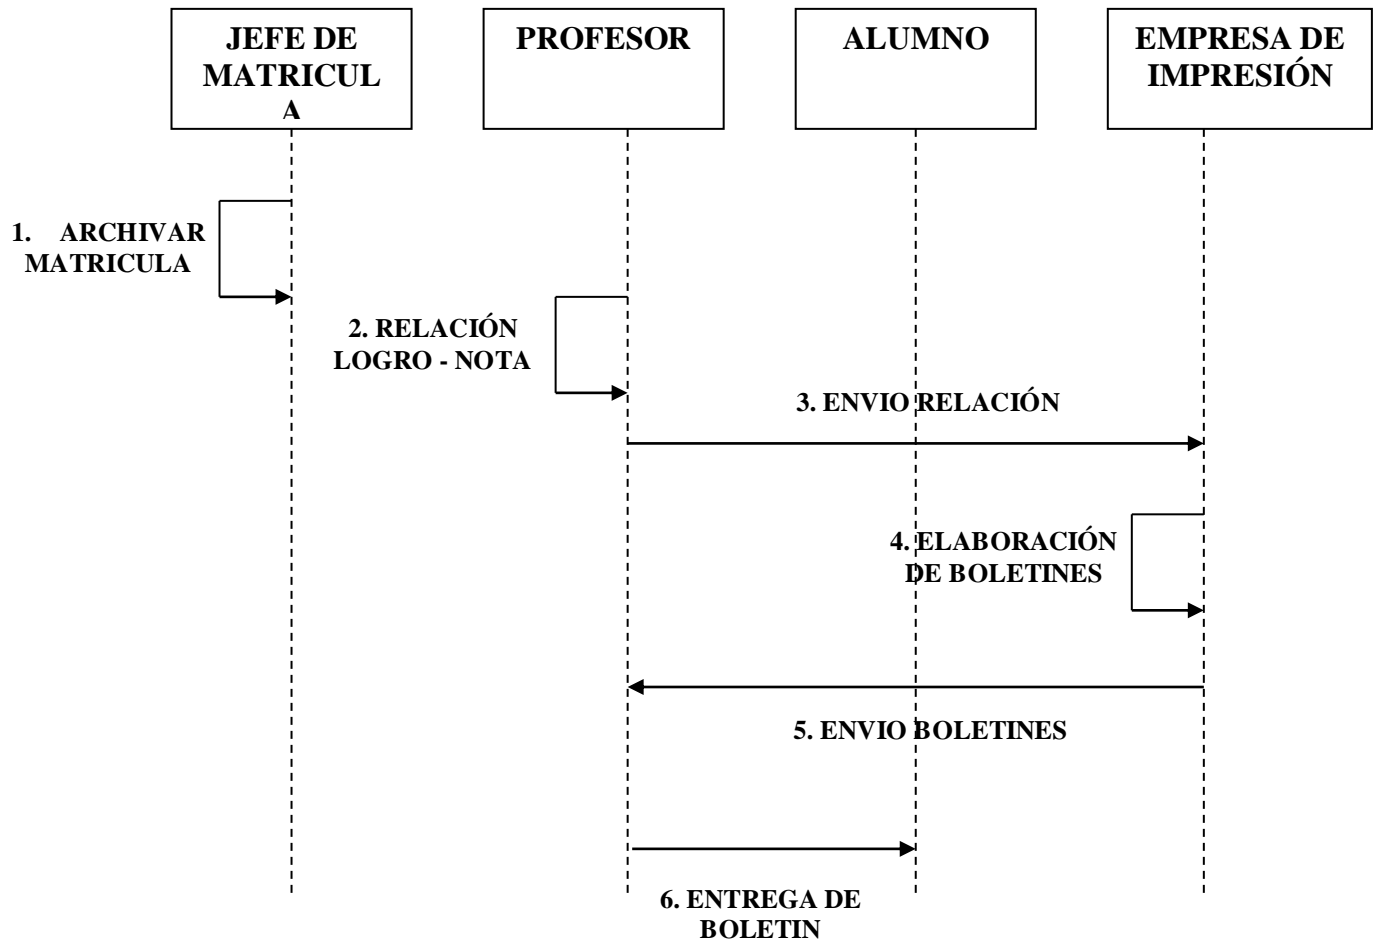 JEFE DE
MATRICUL
A
PROFESOR
ALUMNO
EMPRESA DE
IMPRESIÓN
1. ARCHIVAR
MATRICULA
2. RELACIÓN
LOGRO - NOTA
3. ENVIO RELACIÓN
4. ELABORACIÓN
DE BOLETINES
5. ENVIO BOLETINES
6. ENTREGA DE
BOLETIN